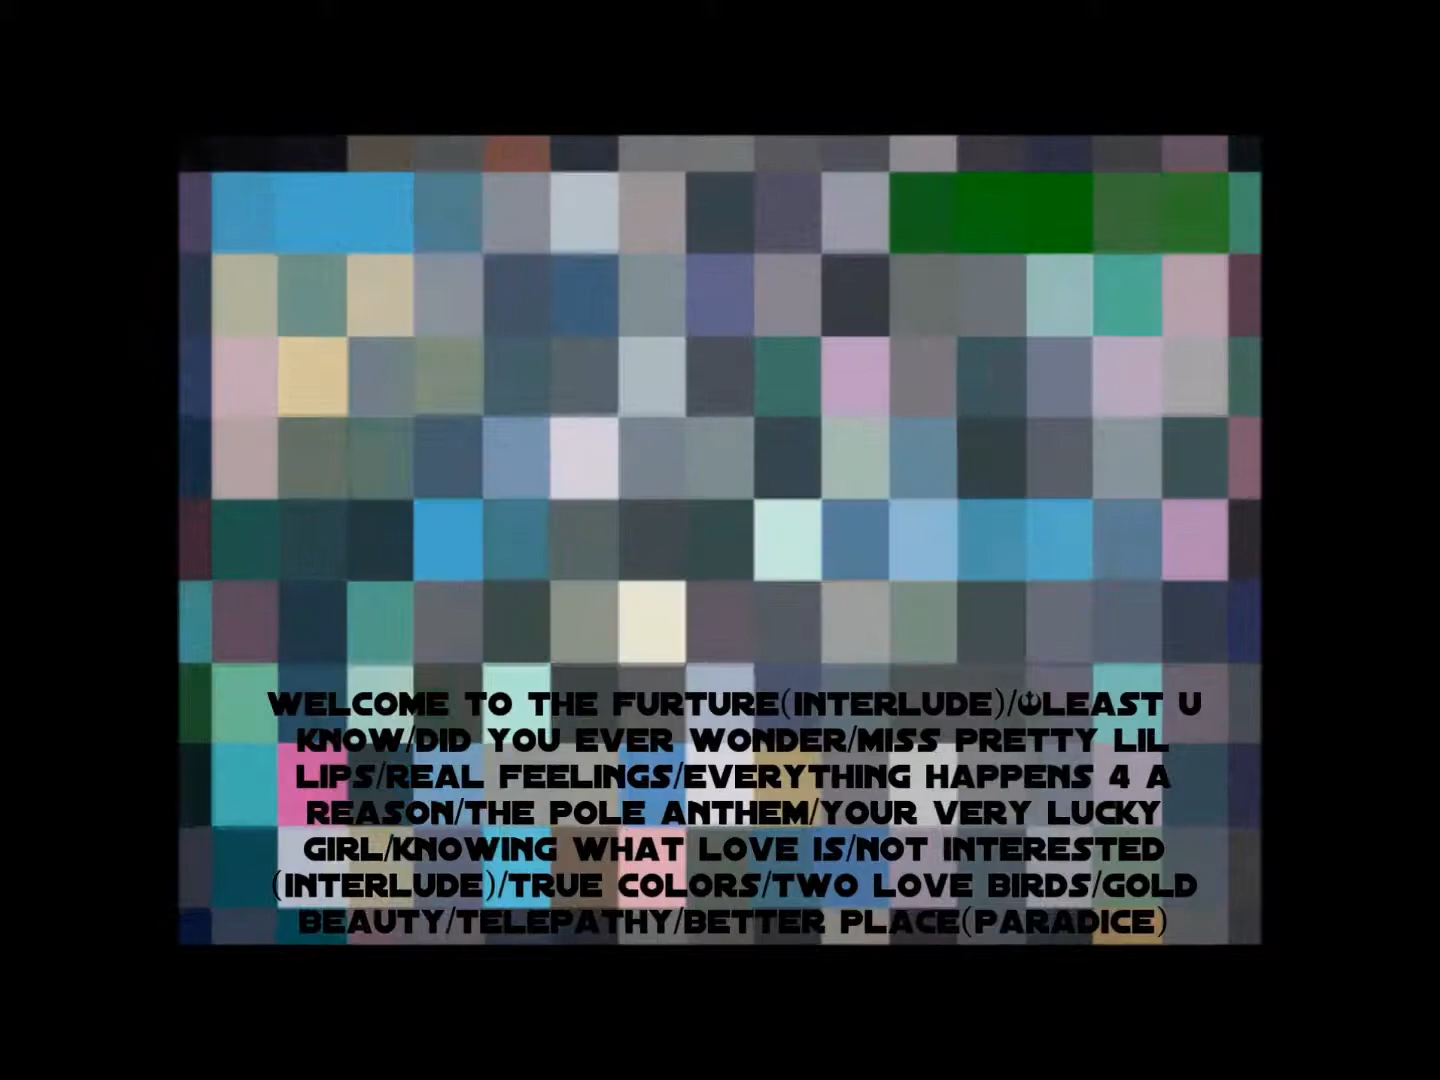 WELCOME TO THE FURTURE(INTERLUDE)/@LEAST U
KNOW/DID YOU EVER WONDER/MISS PRETTY LIL
LIPS/REAL FEELINGS/EVERYTHING HAPPENS 4 A
REASON/THE POLE ANTHEM/YOUR VERY LUCKY
GIRL/KNOWING WHAT LOVE IS/NOT INTERESTED
(INTERLUDE)/TRUE COLORS/TWO LOVE BIRDS/GOLD
BEAUTY/TELEPATHY/BETTER PLACE(PARADICE)